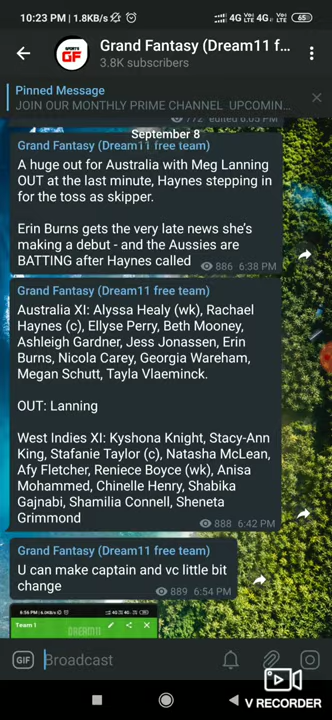 10:23 PM | 1.8KB/s
4G 4G VoLTE 65
SPORTS GF
Grand Fantasy (Dream11 f...
3.8K subscribers
Pinned Message
JOIN OUR MONTHLY PRIME CHANNEL UPCOMIN...
772 edited 6:05 PM
September 8
Grand Fantasy (Dream11 free team)
A huge out for Australia with Meg Lanning
OUT at the last minute, Haynes stepping in
for the toss as skipper.
Erin Burns gets the very late news she's
making a debut - and the Aussies are
BATTING after Haynes called
886 6:38 PM
Grand Fantasy (Dream11 free team)
Australia XI: Alyssa Healy (wk), Rachael
Haynes (c), Ellyse Perry, Beth Mooney,
Ashleigh Gardner, Jess Jonassen, Erin
Burns, Nicola Carey, Georgia Wareham,
Megan Schutt, Tayla Vlaeminck.
OUT: Lanning
West Indies XI: Kyshona Knight, Stacy-Ann
King, Stafanie Taylor (c), Natasha McLean,
Afy Fletcher, Reniece Boyce (wk), Anisa
Mohammed, Chinelle Henry, Shabika
Gajnabi, Shamilia Connell, Sheneta
Grimmond
888 6:42 PM
Grand Fantasy (Dream11 free team)
U can make captain and vc little bit
change
889 6:54 PM
Team 1
DREAM11
GIF Broadcast
V RECORDER